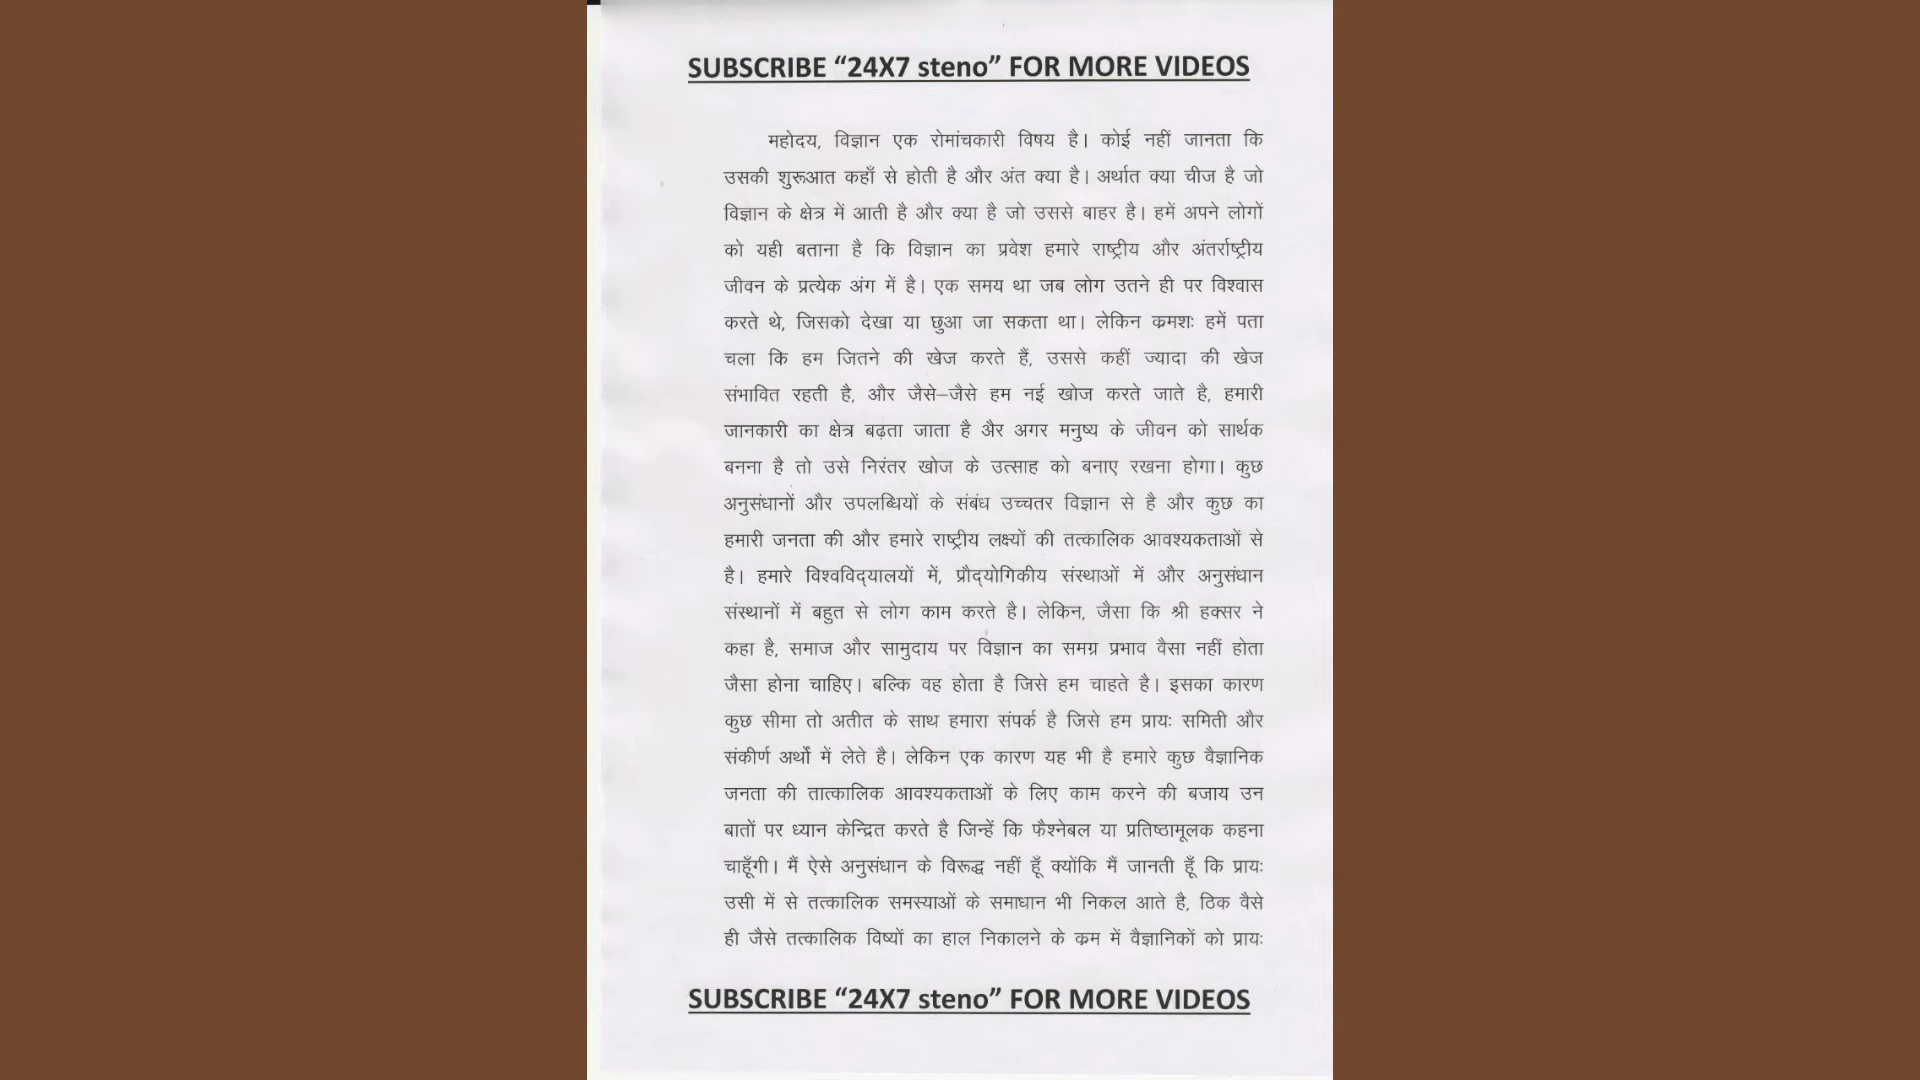 SUBSCRIBE “24X7 steno” FOR MORE VIDEOS
महोदय, विज्ञान एक रोमांचकारी विषय है। कोई नहीं जानता कि
उसकी शुरूआत कहाँ से होती है और अंत क्या है। अर्थात क्या चीज है जो
विज्ञान के क्षेत्र में आती है और क्या है जो उससे बाहर है। हमें अपने लोगों
को यही बताना है कि विज्ञान का प्रवेश हमारे राष्ट्रीय और अंतर्राष्ट्रीय
जीवन के प्रत्येक अंग में है। एक समय था जब लोग उतने ही पर विश्वास
करते थे, जिसको देखा या छुआ जा सकता था। लेकिन क्रमशः हमें पता
चला कि हम जितने की खेज करते हैं, उससे कहीं ज्यादा की खेज
संभावित रहती है, और जैसे–जैसे हम नई खोज करते जाते है, हमारी
जानकारी का क्षेत्र बढ़ता जाता है अैर अगर मनुष्य के जीवन को सार्थक
बनना है तो उसे निरंतर खोज के उत्साह को बनाए रखना होगा। कुछ
अनुसंधानों और उपलब्धियों के संबंध उच्चतर विज्ञान से है और कुछ का
हमारी जनता की और हमारे राष्ट्रीय लक्ष्यों की तत्कालिक आवश्यकताओं से
है। हमारे विश्वविद्यालयों में, प्रौद्योगिकीय संस्थाओं में और अनुसंधान
संस्थानों में बहुत से लोग काम करते है। लेकिन, जैसा कि श्री हक्सर ने
कहा है, समाज और सामुदाय पर विज्ञान का समग्र प्रभाव वैसा नहीं होता
जैसा होना चाहिए। बल्कि वह होता है जिसे हम चाहते है। इसका कारण
कुछ सीमा तो अतीत के साथ हमारा संपर्क है जिसे हम प्रायः समिती और
संकीर्ण अर्थों में लेते है। लेकिन एक कारण यह भी है हमारे कुछ वैज्ञानिक
जनता की तात्कालिक आवश्यकताओं के लिए काम करने की बजाय उन
बातों पर ध्यान केन्द्रित करते है जिन्हें कि फैश्नेबल या प्रतिष्ठामूलक कहना
चाहूँगी। मैं ऐसे अनुसंधान के विरूद्ध नहीं हूँ क्योंकि मैं जानती हूँ कि प्रायः
उसी में से तत्कालिक समस्याओं के समाधान भी निकल आते है, ठिक वैसे
ही जैसे तत्कालिक विष्यों का हाल निकालने के क्रम में वैज्ञानिकों को प्रायः
SUBSCRIBE “24X7 steno” FOR MORE VIDEOS